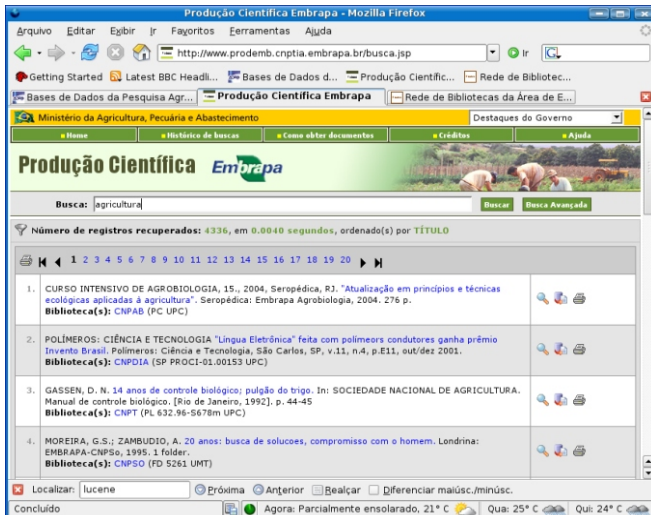 Produção Científica Embrapa - Mozilla Firefox
Arquivo Editar Exibir Ir Favoritos Ferramentas Ajuda
http://www.prodemb.cnptia.embrapa.br/busca.jsp Ir
Getting Started Latest BBC Headli... Bases de Dados d... Produção Científic... Rede de Bibliotec...
Bases de Dados da Pesquisa Agr... Produção Científica Embrapa Rede de Bibliotecas da Área de E...
Ministério da Agricultura, Pecuária e Abastecimento Destaques do Governo
Home Histórico de buscas Como obter documentos Créditos Ajuda
Produção Científica Embrapa
Busca: agricultura Buscar Busca Avançada
Número de registros recuperados: 4336, em 0.0040 segundos, ordenado(s) por TÍTULO
1 2 3 4 5 6 7 8 9 10 11 12 13 14 15 16 17 18 19 20
1. CURSO INTENSIVO DE AGROBIOLOGIA, 15., 2004, Seropédica, RJ. "Atualização em princípios e técnicas
ecológicas aplicadas á agricultura". Seropédica: Embrapa Agrobiologia, 2004. 276 p.
Biblioteca(s): CNPAB (PC UPC)
2. POLÍMEROS: CIÊNCIA E TECNOLOGIA "Lingua Eletrônica" feita com polímeors condutores ganha prêmio
Invento Brasil. Polímeros: Ciência e Tecnologia, São Carlos, SP, v.11, n.4, p.E11, out/dez 2001.
Biblioteca(s): CNPDIA (SP PROCI-01.00153 UPC)
3. GASSEN, D. N. 14 anos de controle biológico; pulgão do trigo. In: SOCIEDADE NACIONAL DE AGRICULTURA.
Manual de controle biológico. [Rio de Janeiro, 1992]. p. 44-45
Biblioteca(s): CNPT (PL 632.96-S678m UPC)
4. MOREIRA, G.S.; ZAMBUDIO, A. 20 anos: busca de solucoes, compromisso com o homem. Londrina:
EMBRAPA-CNPSo, 1995. 1 folder.
Biblioteca(s): CNPSO (FD 5261 UMT)
Localizar: lucene Próxima Anterior Realçar Diferenciar maiúsc./minúsc.
Concluído Agora: Parcialmente ensolarado, 21° C Qua: 25° C Qui: 24° C